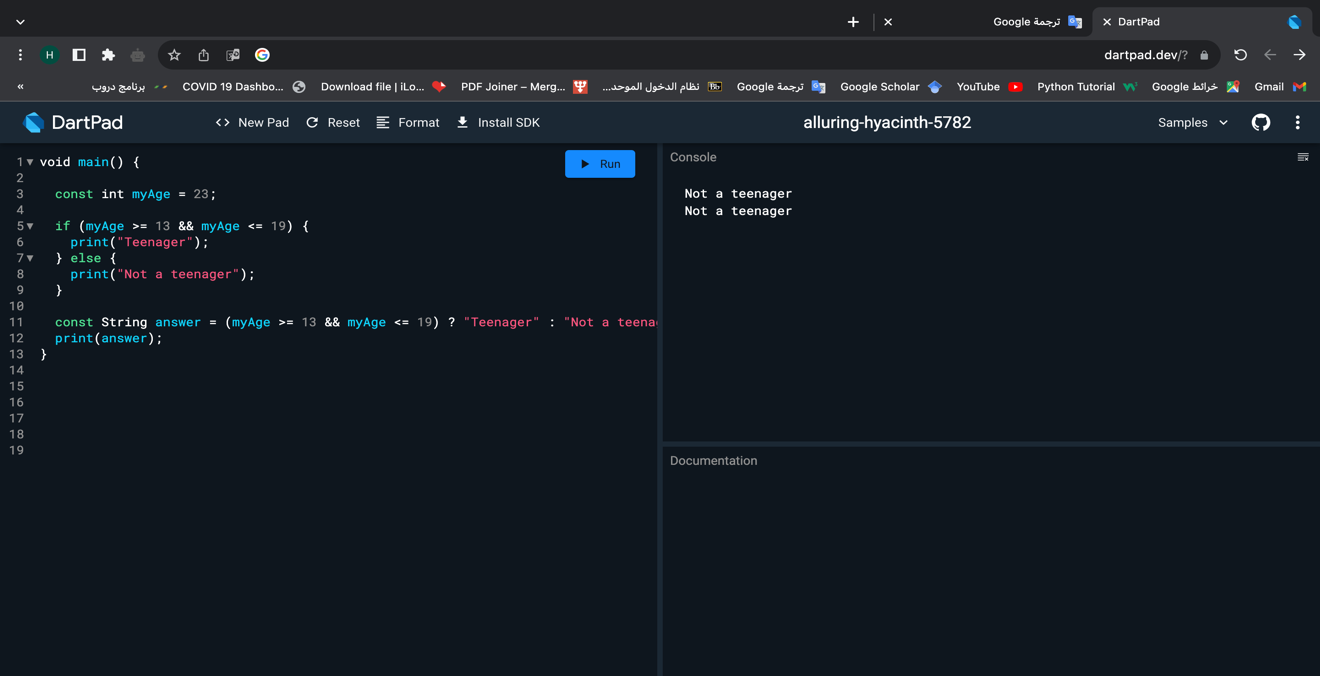 ترجمة Google
DartPad
H
dartpad.dev/?
«
برنامج دروب
COVID 19 Dashbo...
Download file | iLo...
PDF Joiner – Merg...
نظام الدخول الموحد...
ترجمة Google
Google Scholar
YouTube
Python Tutorial
خرائط Google
Gmail
DartPad
New Pad
Reset
Format
Install SDK
alluring-hyacinth-5782
Samples
1 void main() {
2
3 const int myAge = 23;
4
5 if (myAge >= 13 && myAge <= 19) {
6 print("Teenager");
7 } else {
8 print("Not a teenager");
9 }
10
11 const String answer = (myAge >= 13 && myAge <= 19) ? "Teenager" : "Not a teena
12 print(answer);
13 }
14
15
16
17
18
19
Run
Console
Not a teenager
Not a teenager
Documentation